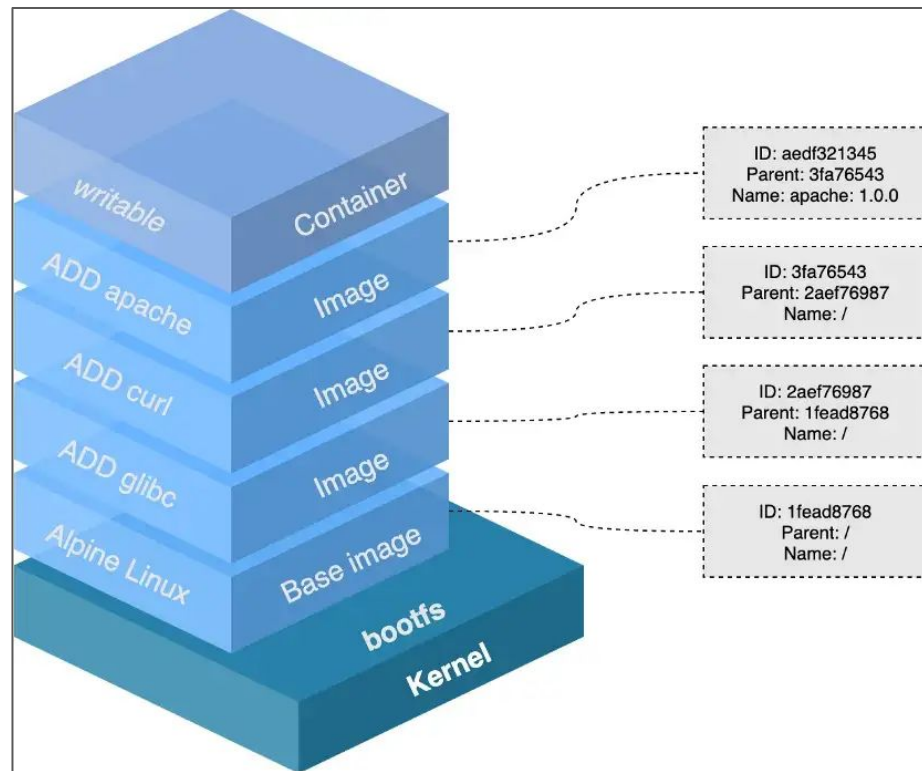 writable
Container
ADD apache
Image
ADD curl
Image
ADD glibc
Image
Alpine Linux
Base image
bootfs
Kernel
ID: aedf321345
Parent: 3fa76543
Name: apache: 1.0.0
ID: 3fa76543
Parent: 2aef76987
Name: /
ID: 2aef76987
Parent: 1fead8768
Name: /
ID: 1fead8768
Parent: /
Name: /